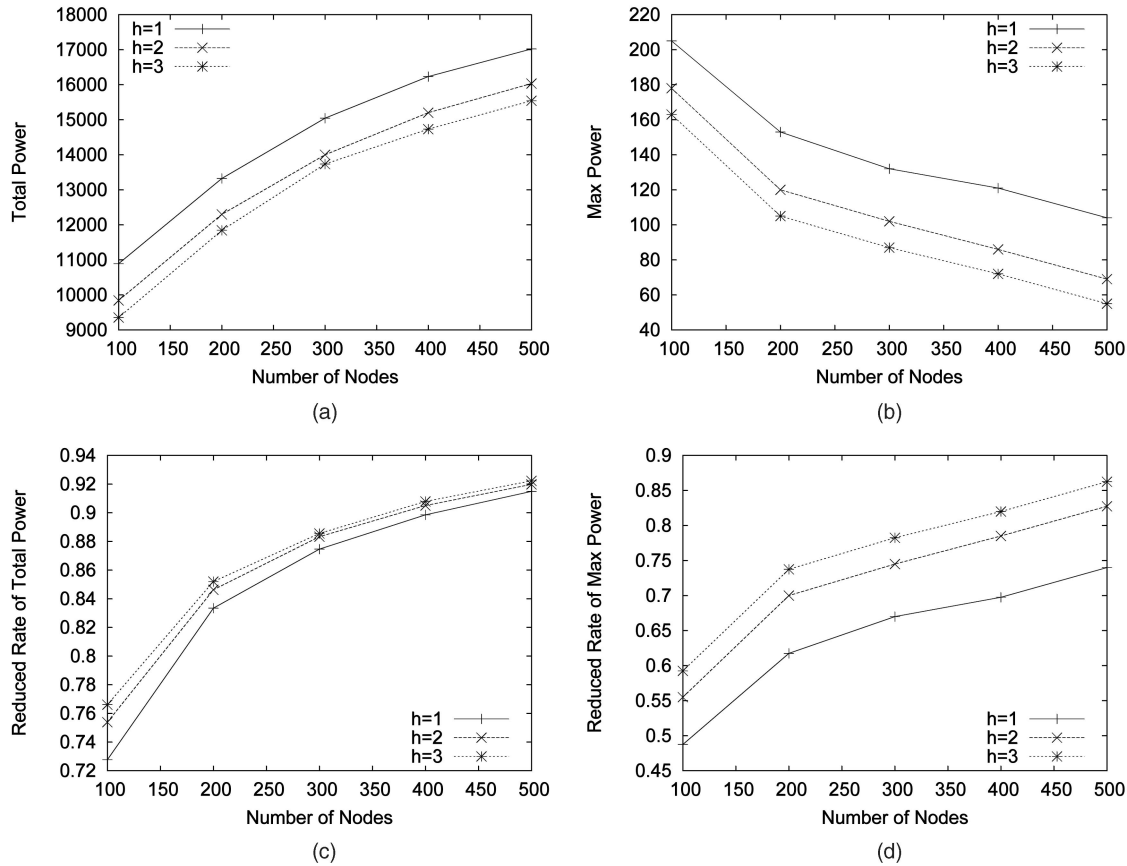 18000
17000
16000
15000
14000
13000
12000
11000
10000
9000
h=1
h=2
h=3
Total Power
100 150 200 250 300 350 400 450 500
Number of Nodes
(a)
220
200
180
160
140
120
100
80
60
40
h=1
h=2
h=3
Max Power
100 150 200 250 300 350 400 450 500
Number of Nodes
(b)
0.94
0.92
0.9
0.88
0.86
0.84
0.82
0.8
0.78
0.76
0.74
0.72
Reduced Rate of Total Power
h=1
h=2
h=3
100 150 200 250 300 350 400 450 500
Number of Nodes
(c)
0.9
0.85
0.8
0.75
0.7
0.65
0.6
0.55
0.5
0.45
Reduced Rate of Max Power
h=1
h=2
h=3
100 150 200 250 300 350 400 450 500
Number of Nodes
(d)